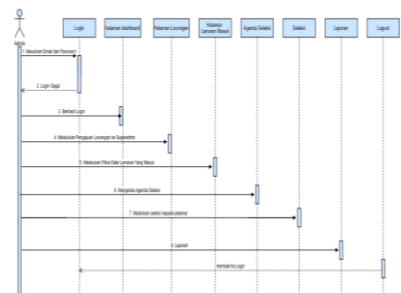 Login
Halaman dashboard
Halaman Lowongan
Halaman
Lamaran Masuk
Agenda Seleksi
Seleksi
Laporan
Logout
Admin
1. Masukkan Email dan Password
2. Login Gagal
3. Berhasil Login
4. Melakukan Pengajuan Lowongan ke Superadmin
5. Melakukan Filtrasi Data Lamaran Yang Masuk
6. Mengelola Agenda Seleksi
7. Melakukan seleksi kepada pelamar
8. Laporan
Kembali Ke Login